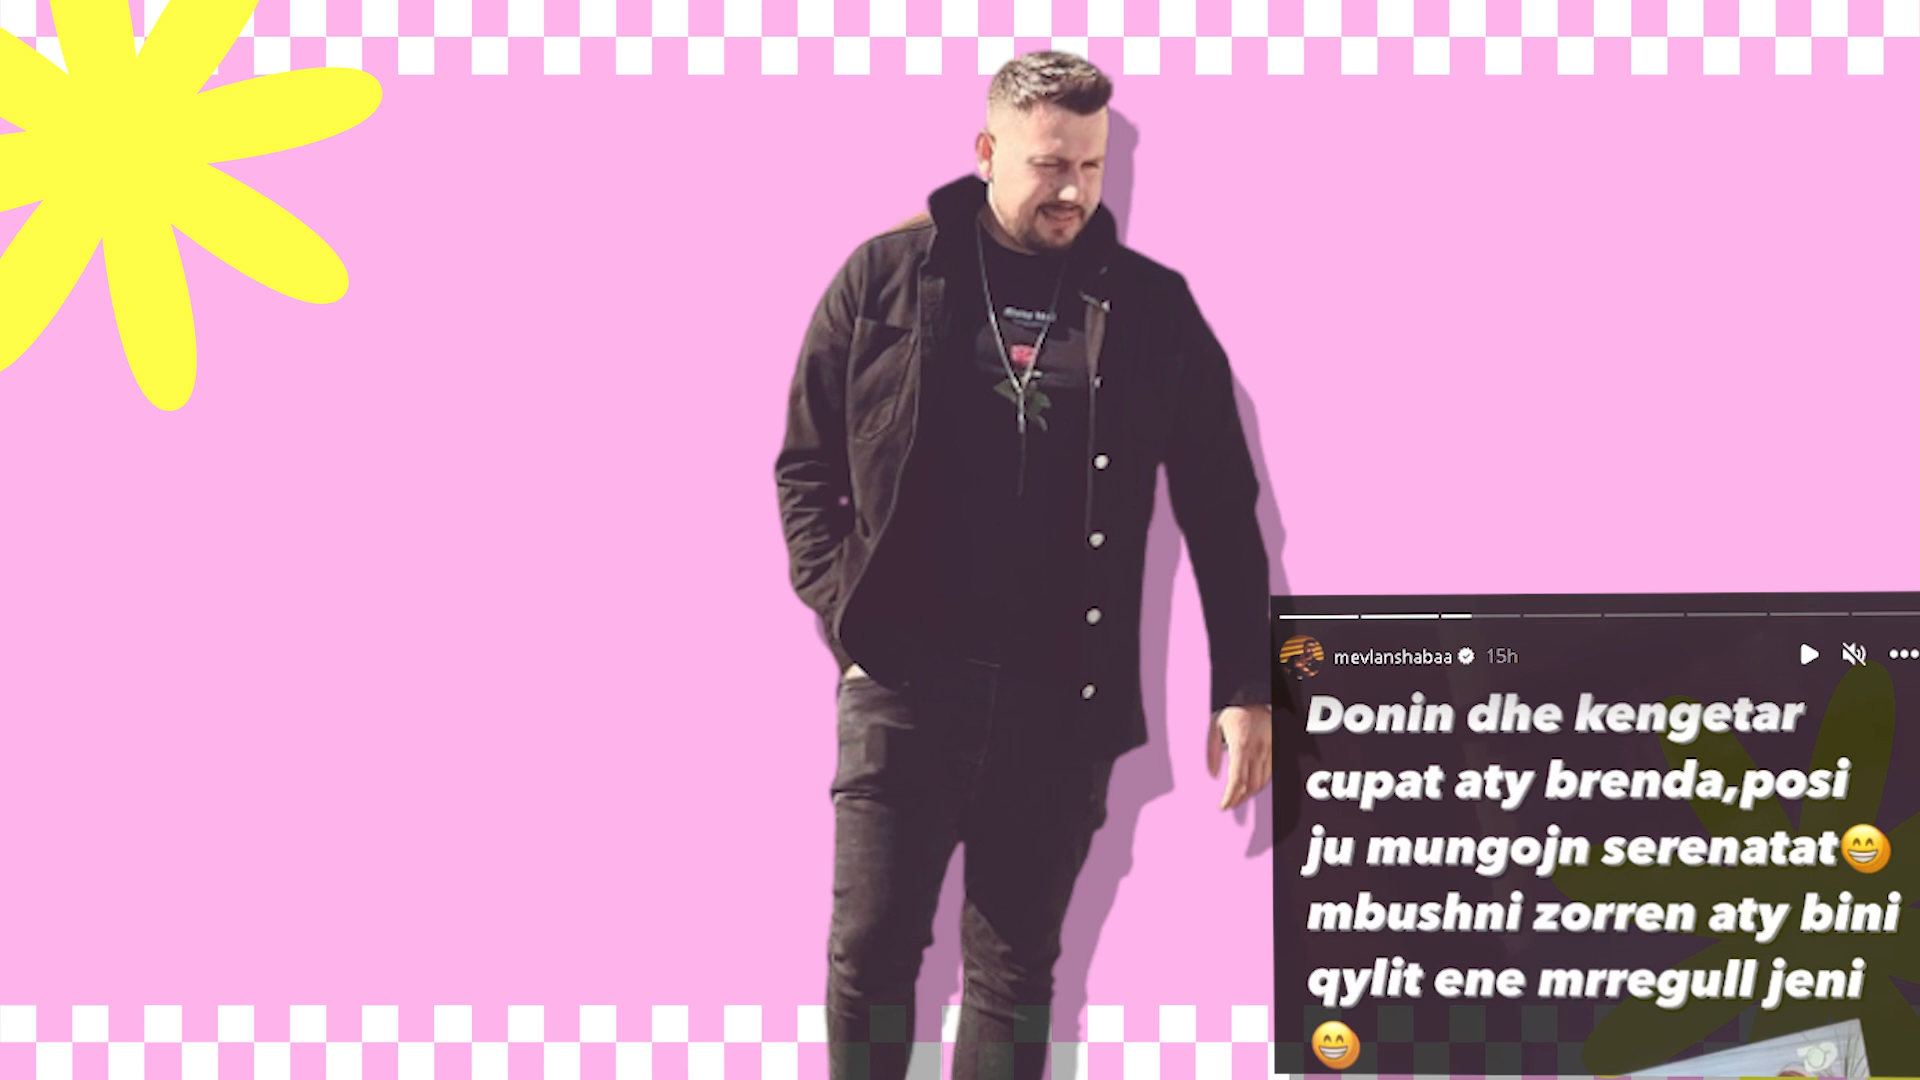 mevlanshabaa 15h
Donin dhe kengetar
cupat aty brenda,posi
ju mungojn serenatat😁
mbushni zorren aty bini
qylit ene mrregull jeni
😁